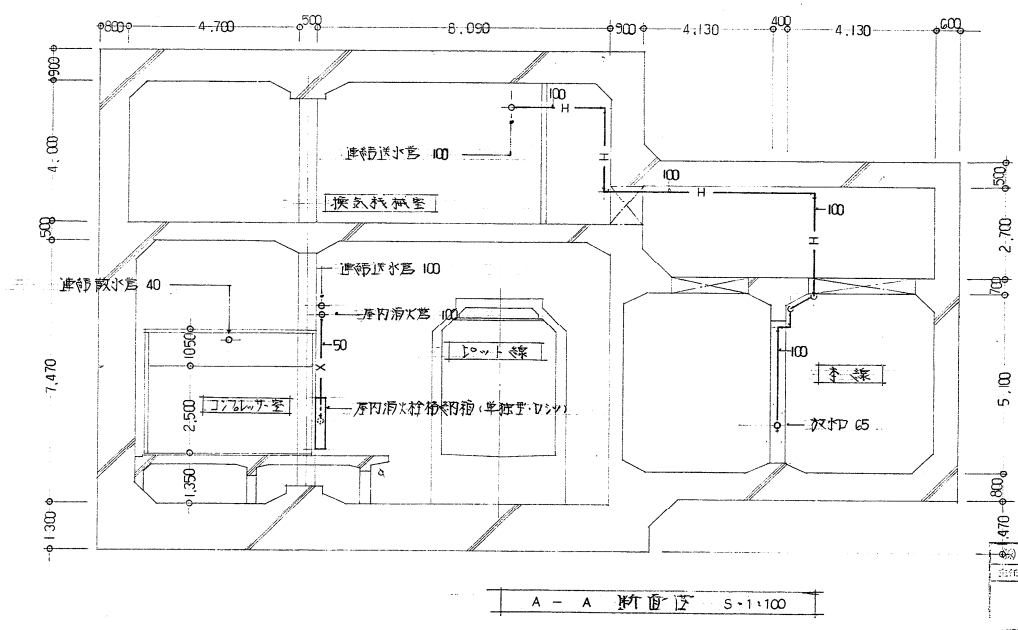 800 4.700 500 8.090 900 4.130 400 4.130 600
900
4.000
500
7.470
1.300
100
H
連結送水管 100
H
換気機械室
100
H
100
H
500
2.700
700
5.100
800
1.470
連結送水管 100
連結散水管 40
屋内消火管 100
50
X
1050
2,500
1,350
ピット線
コンプレッサー室
屋内消火栓格納箱(単独型・ロシツ)
100
本線
放水口 65
A - A 断面図 S・1:100